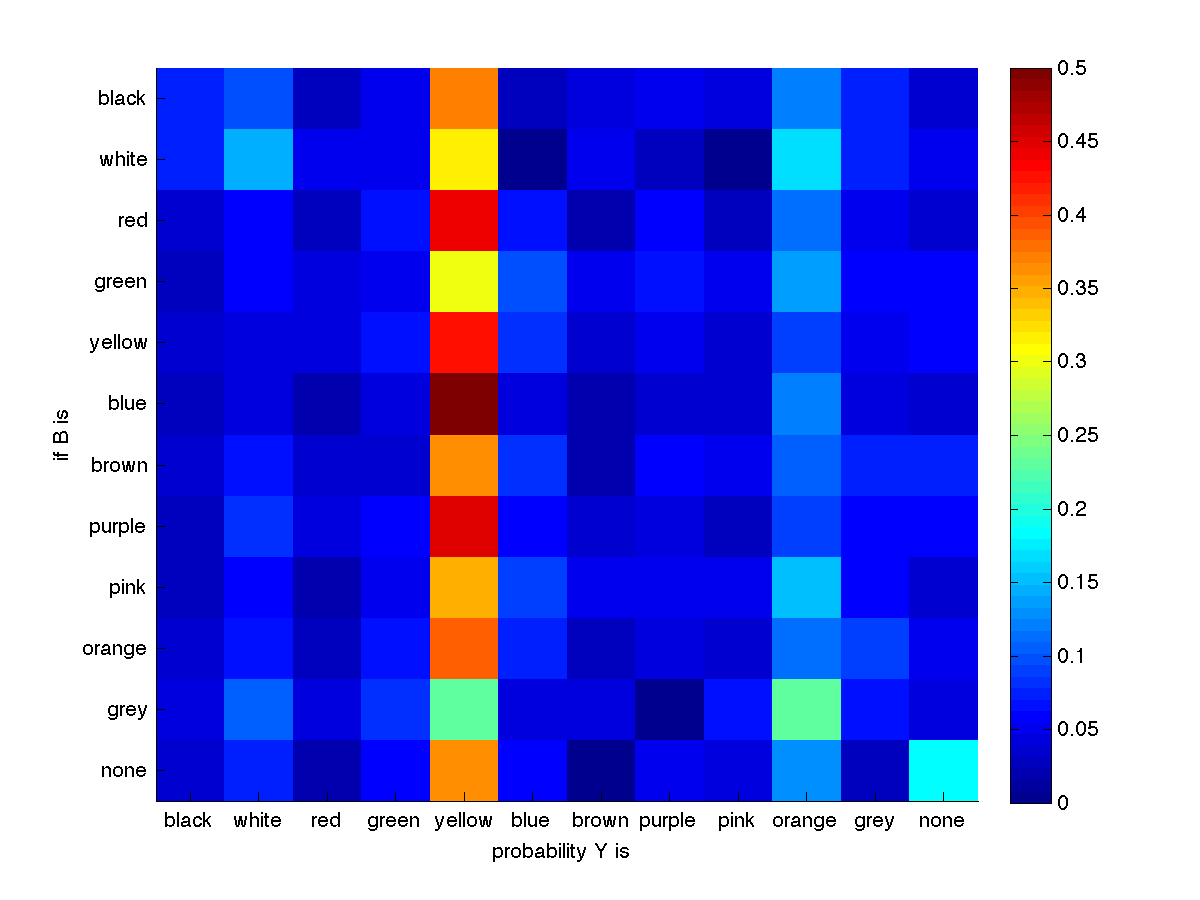 black
white
red
green
yellow
blue
brown
purple
pink
orange
grey
none
if B is
black white red green yellow blue brown purple pink orange grey none
probability Y is
0.5
0.45
0.4
0.35
0.3
0.25
0.2
0.15
0.1
0.05
0